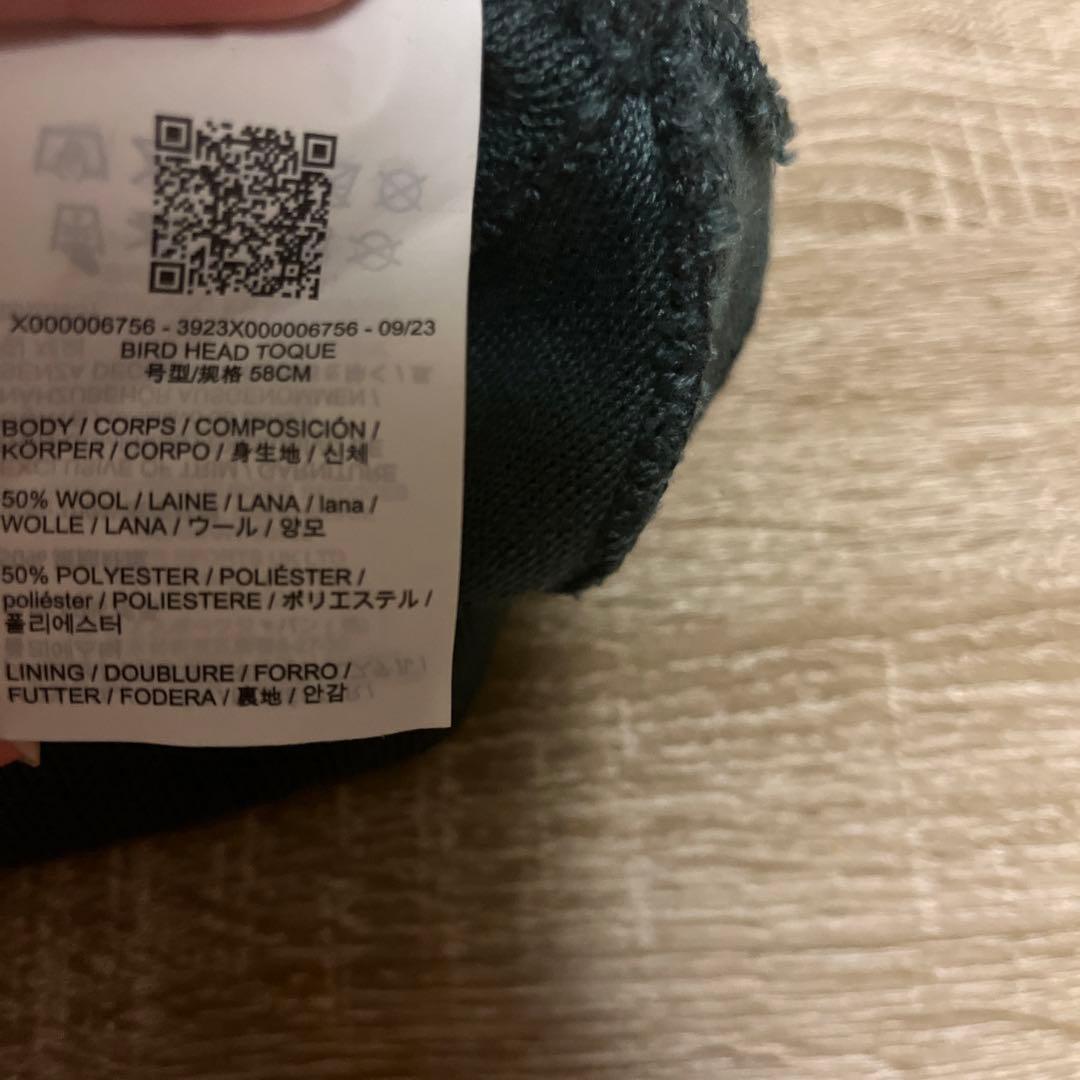 X000006756 - 3923X000006756 - 09/23
BIRD HEAD TOQUE
号型/规格 58CM
BODY / CORPS / COMPOSICIÓN /
KÖRPER / CORPO / 身生地 / 신체
50% WOOL / LAINE / LANA / lana /
WOLLE / LANA / ウール / 양모
50% POLYESTER / POLIÉSTER /
poliéster / POLIESTERE / ポリエステル /
폴리에스터
LINING / DOUBLURE / FORRO /
FUTTER / FODERA / 裏地 / 안감